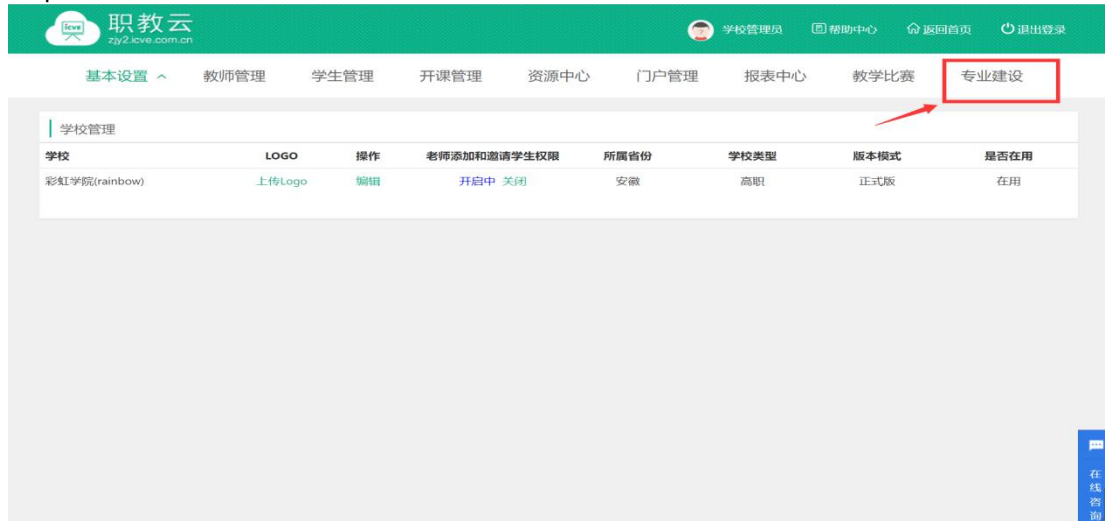 icve 职教云
zjy2.icve.com.cn
学校管理员 帮助中心 返回首页 退出登录
基本设置 教师管理 学生管理 开课管理 资源中心 门户管理 报表中心 教学比赛 专业建设
学校管理
学校 LOGO 操作 老师添加和邀请学生权限 所属省份 学校类型 版本模式 是否在用
彩虹学院(rainbow) 上传Logo 编辑 开启中 关闭 安徽 高职 正式版 在用
在线咨询